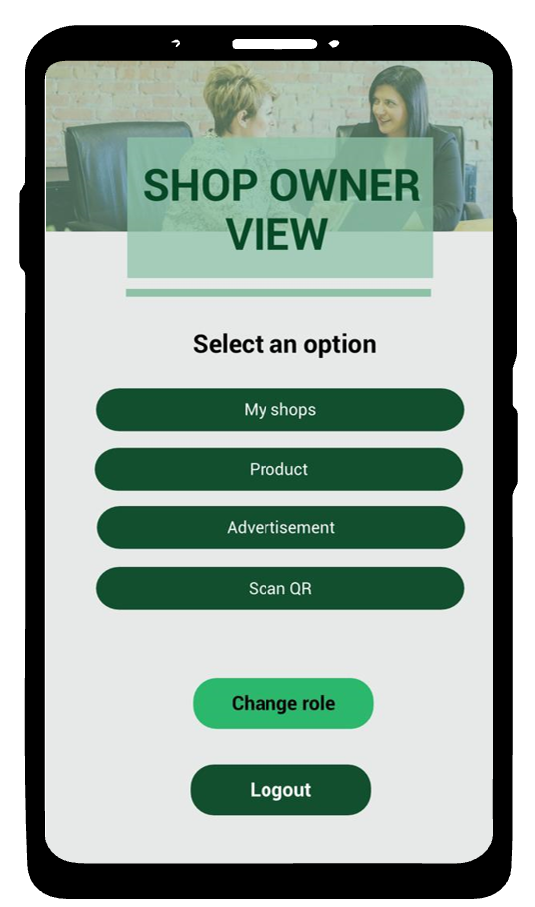 SHOP OWNER
VIEW
Select an option
My shops
Product
Advertisement
Scan QR
Change role
Logout